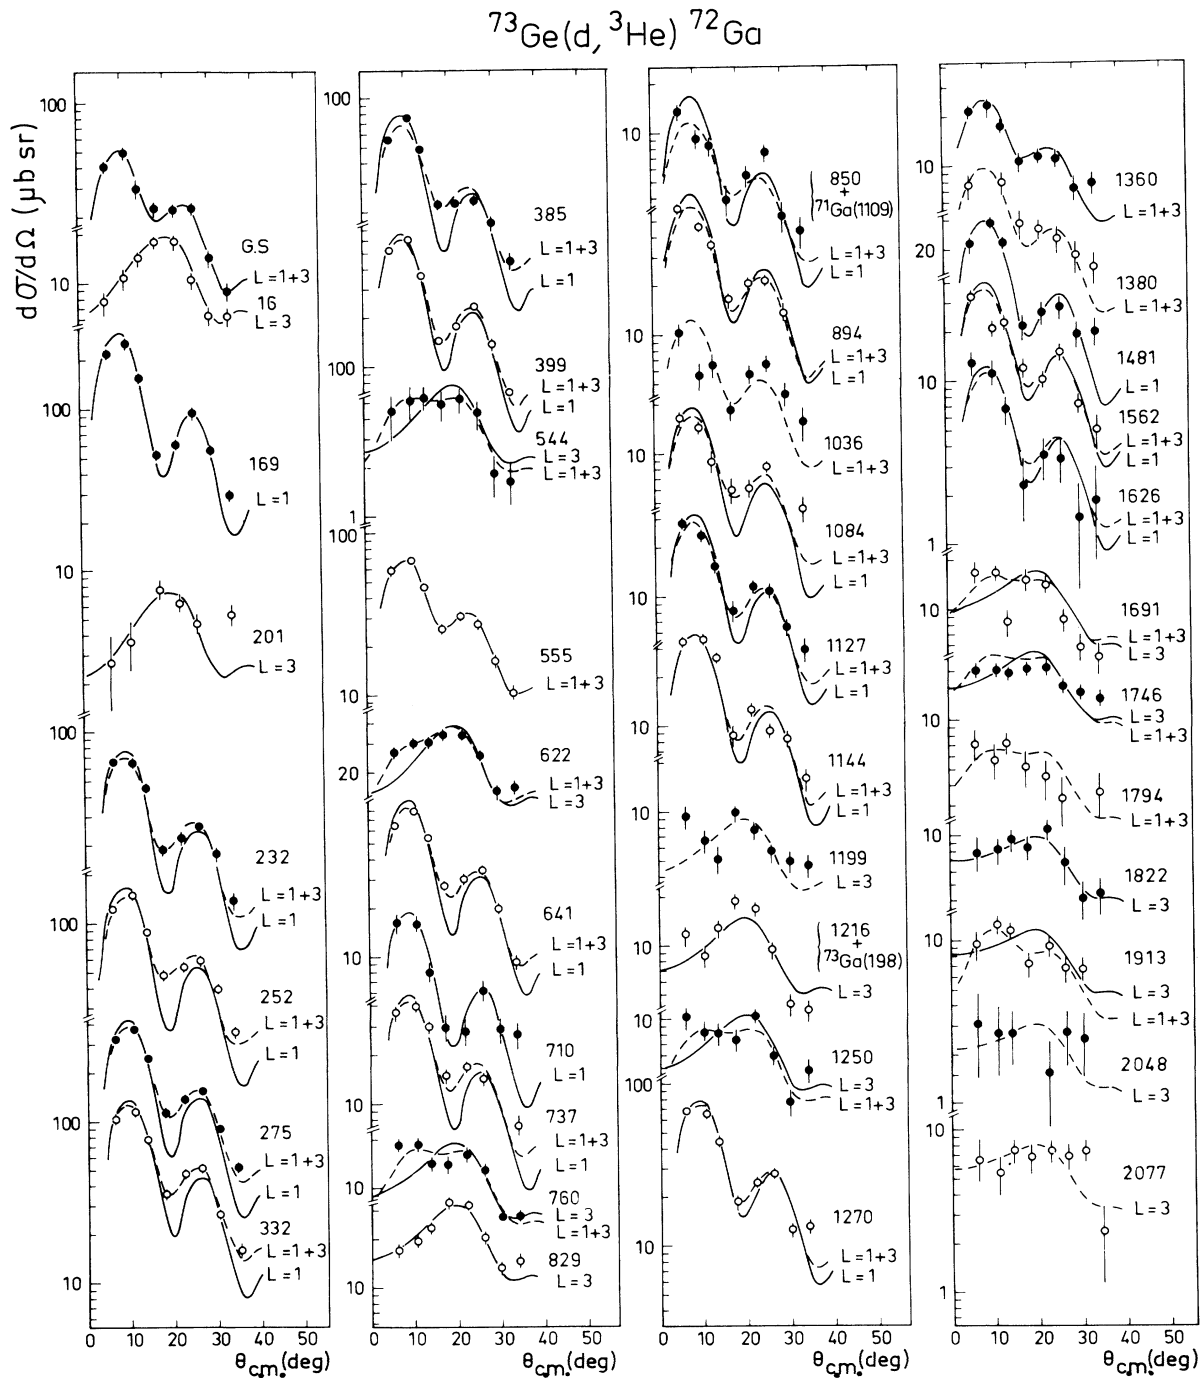 ⁷³Ge(d, ³He) ⁷²Ga
dσ/dΩ (μb sr)
100
G.S
L=1+3
10
16
L=3
100
169
L=1
10
201
L=3
100
232
L=1+3
L=1
100
252
L=1+3
L=1
275
100
L=1+3
L=1
332
L=1+3
L=1
10
0 10 20 30 40 50
θc.m.(deg)
100
385
L=1+3
L=1
399
100
L=1+3
L=1
544
L=3
L=1+3
1
100
555
10
L=1+3
622
20
L=1+3
L=3
641
L=1+3
10
L=1
710
L=1
10
737
L=1+3
L=1
10
760
L=3
L=1+3
829
L=3
10
0 10 20 30 40 50
θc.m.(deg)
10
850
+
⁷¹Ga(1109)
L=1+3
L=1
10
894
L=1+3
L=1
1036
L=1+3
10
1084
L=1+3
L=1
10
1127
L=1+3
L=1
10
1144
L=1+3
L=1
10
1199
L=3
1216
+
⁷³Ga(198)
10
L=3
10
1250
L=3
L=1+3
100
1270
10
L=1+3
L=1
0 10 20 30 40 50
θc.m.(deg)
10
1360
L=1+3
20
1380
L=1+3
1481
L=1
10
1562
L=1+3
L=1
1626
L=1+3
L=1
1
10
1691
L=1+3
L=3
1746
10
L=3
L=1+3
1794
L=1+3
10
1822
L=3
10
1913
L=3
L=1+3
2048
L=3
1
10
2077
L=3
1
0 10 20 30 40 50
θc.m.(deg)